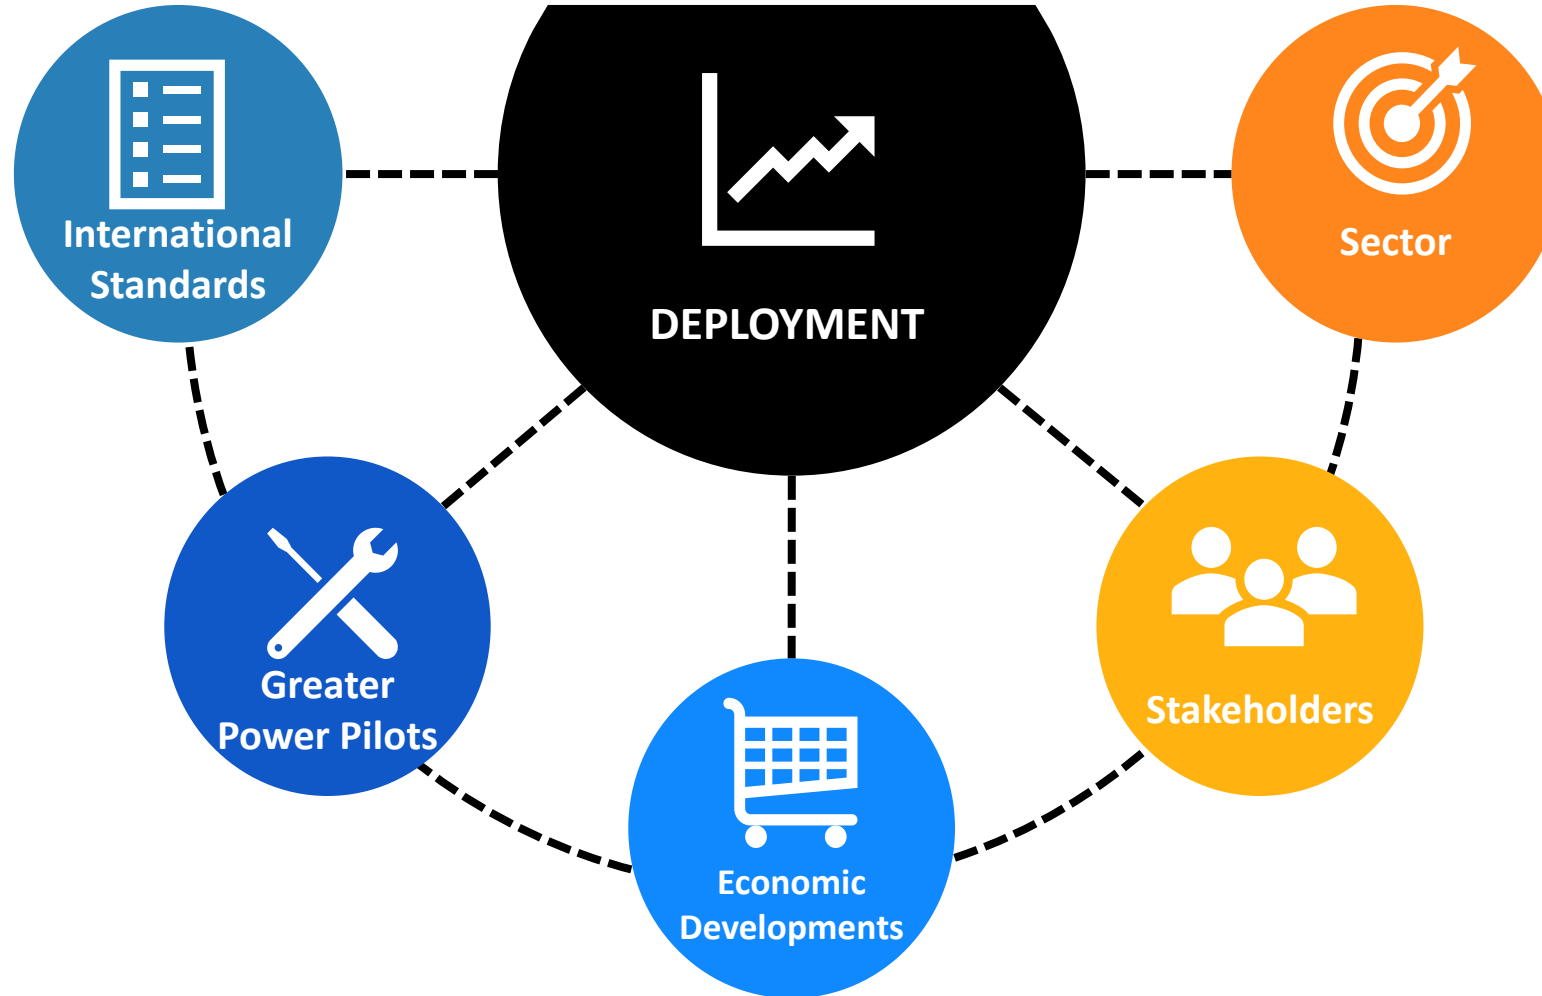 International
Standards
DEPLOYMENT
Sector
Greater
Power Pilots
Stakeholders
Economic
Developments